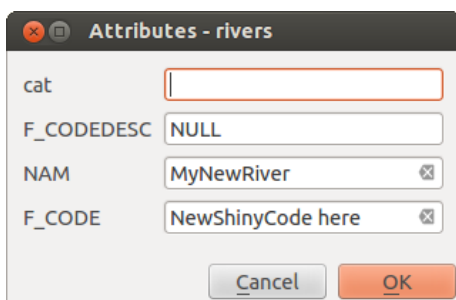 Attributes - rivers
cat
F_CODEDESC NULL
NAM MyNewRiver
F_CODE NewShinyCode here
Cancel OK